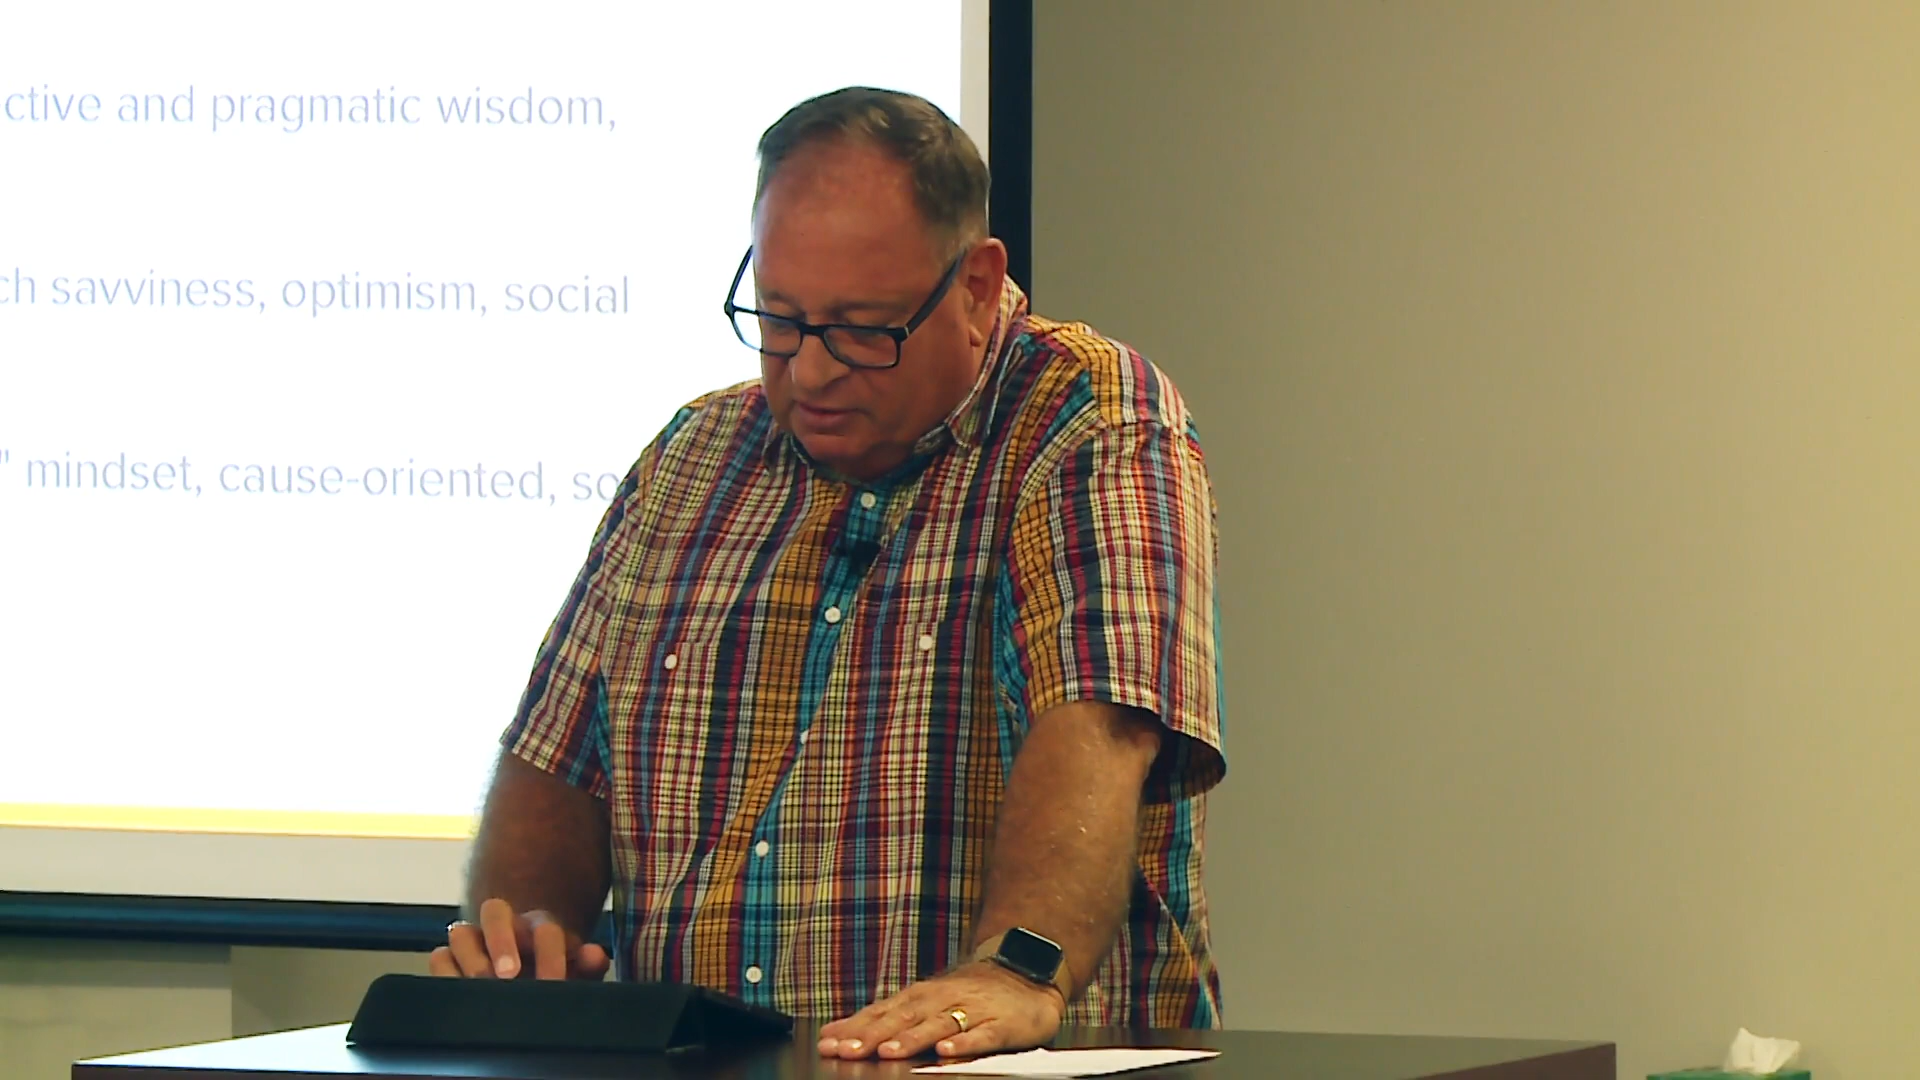 ctive and pragmatic wisdom,
ch savviness, optimism, social
" mindset, cause-oriented, so